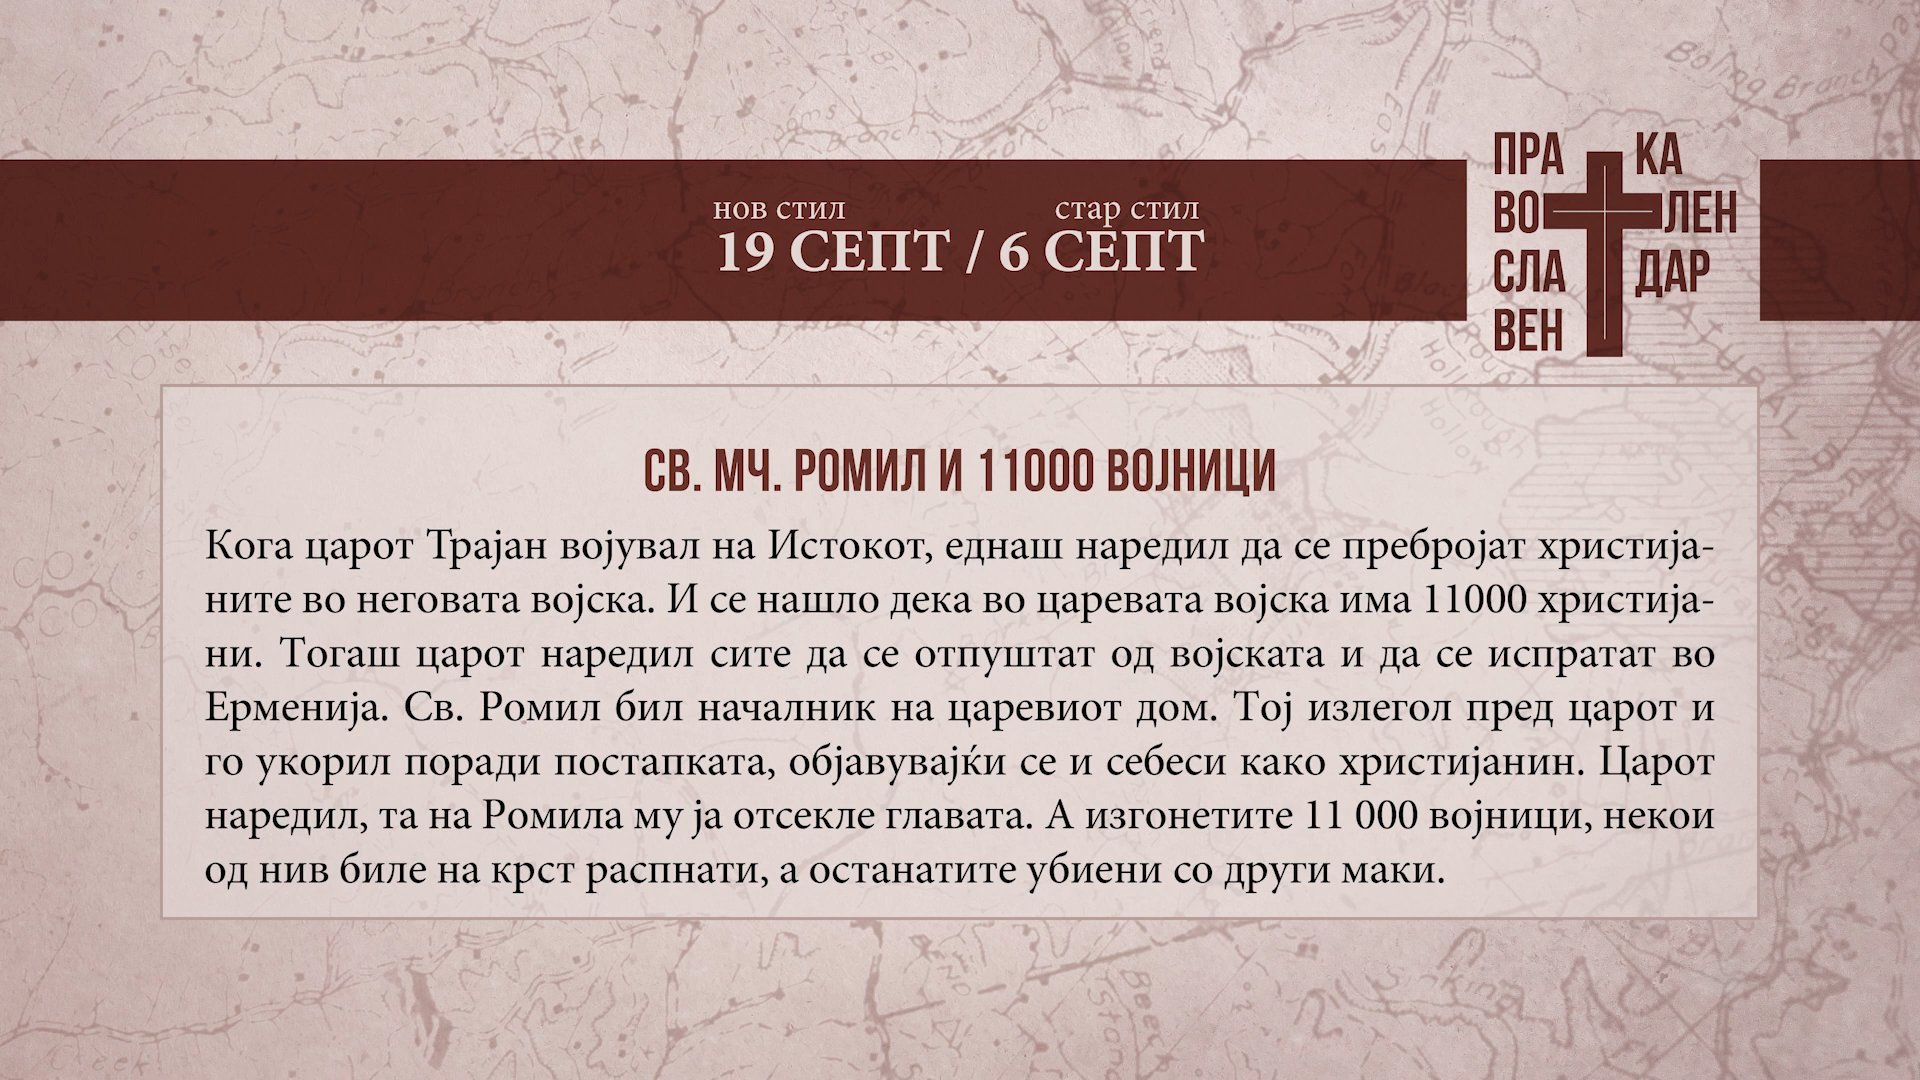 нов стил
стар стил
19 СЕПТ / 6 СЕПТ
ПРА КА
ВО ЛЕН
СЛА ДАР
ВЕН
СВ. МЧ. РОМИЛ И 11000 ВОЈНИЦИ
Кога царот Трајан војувал на Истокот, еднаш наредил да се пребројат христија-
ните во неговата војска. И се нашло дека во царевата војска има 11000 христија-
ни. Тогаш царот наредил сите да се отпуштат од војската и да се испратат во
Ерменија. Св. Ромил бил началник на царевиот дом. Тој излегол пред царот и
го укорил поради постапката, објавувајќи се и себеси како христијанин. Царот
наредил, та на Ромила му ја отсекле главата. А изгонетите 11 000 војници, некои
од нив биле на крст распнати, а останатите убиени со други маки.
Boling Branch
Creek